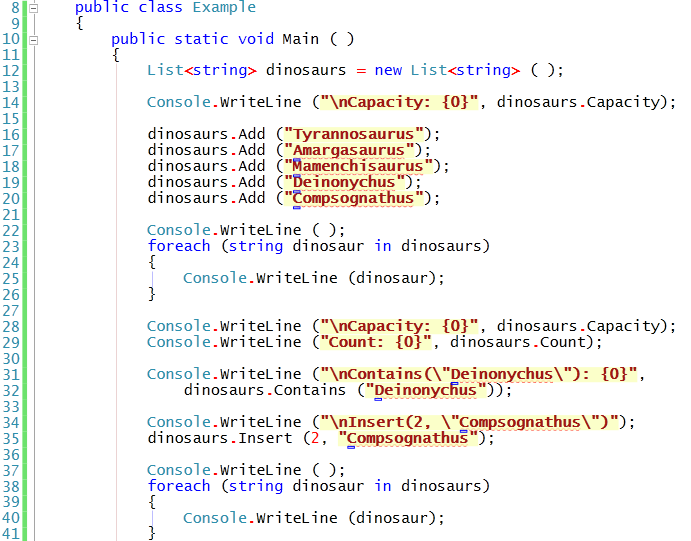 8 public class Example
9 {
10 public static void Main ( )
11 {
12 List<string> dinosaurs = new List<string> ( );
13
14 Console.WriteLine ("\nCapacity: {0}", dinosaurs.Capacity);
15
16 dinosaurs.Add ("Tyrannosaurus");
17 dinosaurs.Add ("Amargasaurus");
18 dinosaurs.Add ("Mamenchisaurus");
19 dinosaurs.Add ("Deinonychus");
20 dinosaurs.Add ("Compsognathus");
21
22 Console.WriteLine ( );
23 foreach (string dinosaur in dinosaurs)
24 {
25 Console.WriteLine (dinosaur);
26 }
27
28 Console.WriteLine ("\nCapacity: {0}", dinosaurs.Capacity);
29 Console.WriteLine ("Count: {0}", dinosaurs.Count);
30
31 Console.WriteLine ("\nContains(\"Deinonychus\"): {0}",
32 dinosaurs.Contains ("Deinonychus"));
33
34 Console.WriteLine ("\nInsert(2, \"Compsognathus\")");
35 dinosaurs.Insert (2, "Compsognathus");
36
37 Console.WriteLine ( );
38 foreach (string dinosaur in dinosaurs)
39 {
40 Console.WriteLine (dinosaur);
41 }